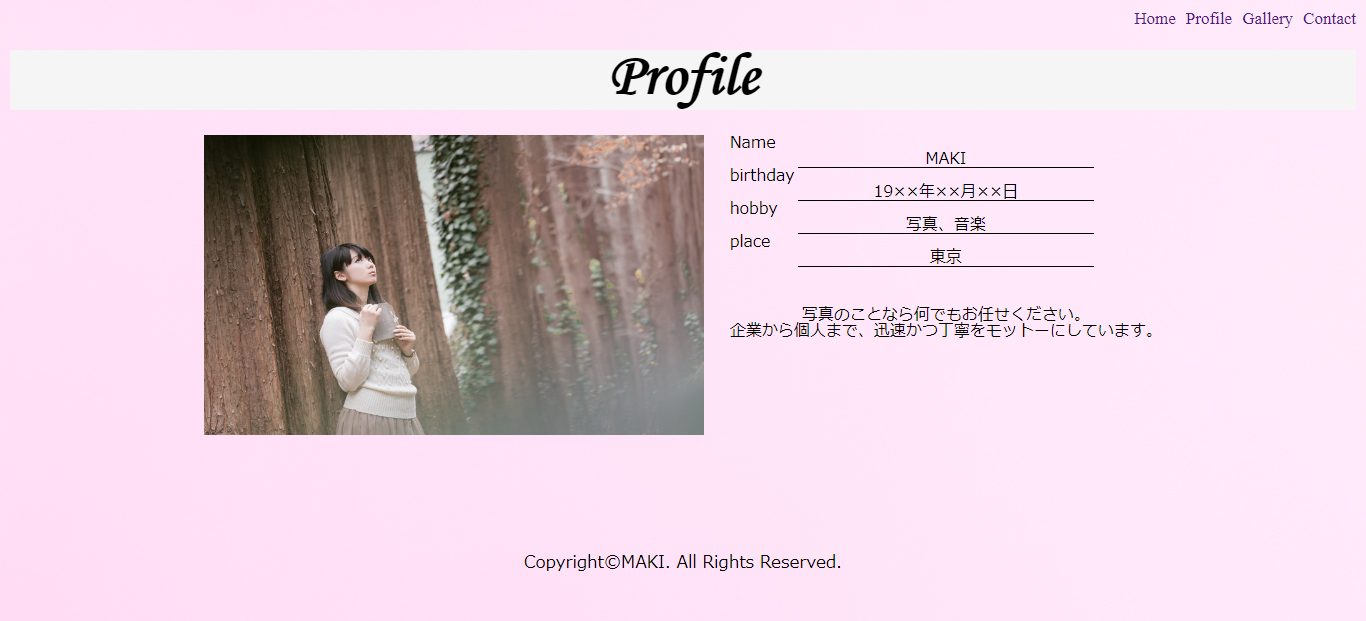 Home Profile Gallery Contact
Profile
Name
MAKI
birthday
19××年××月××日
hobby
写真、音楽
place
東京
写真のことなら何でもお任せください。
企業から個人まで、迅速かつ丁寧をモットーにしています。
Copyright©MAKI. All Rights Reserved.